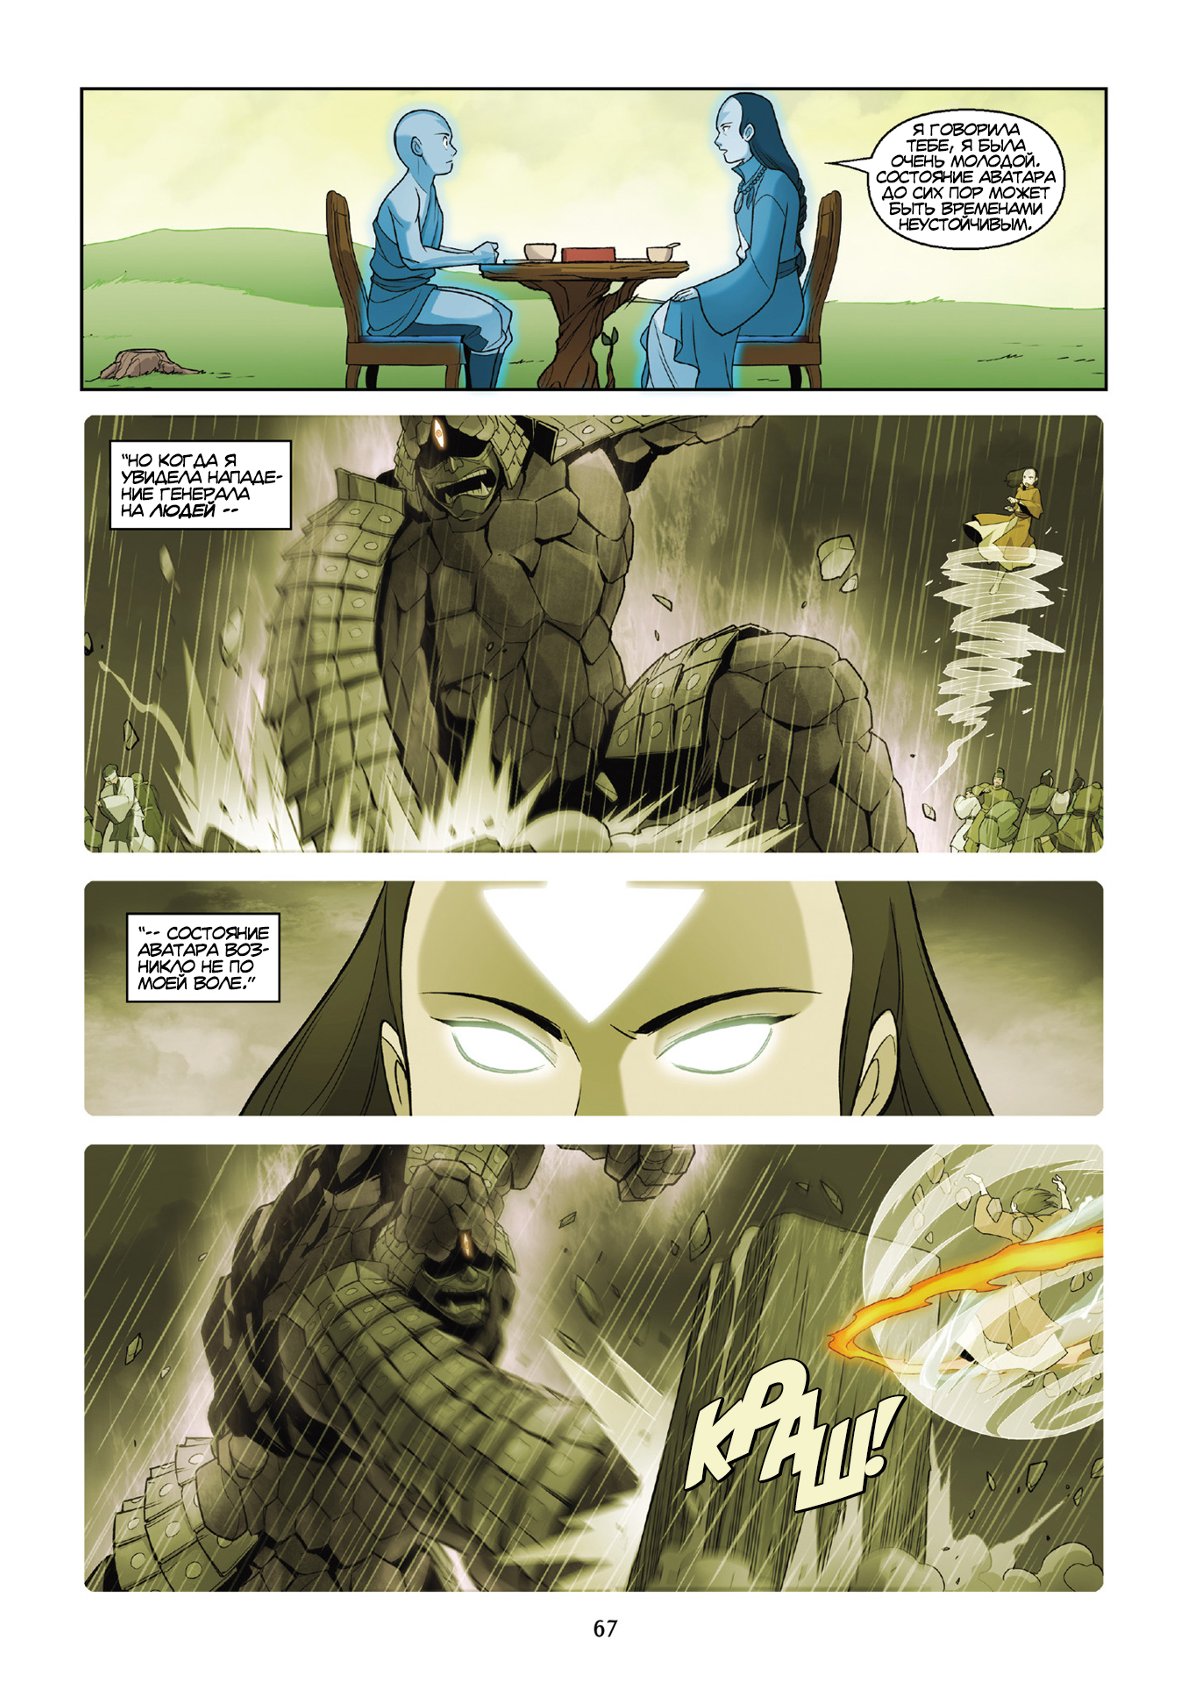 Я ГОВОРИЛА
ТЕБЕ, Я БЫЛА
ОЧЕНЬ МОЛОДОЙ.
СОСТОЯНИЕ АВАТАРА
ДО СИХ ПОР МОЖЕТ
БЫТЬ ВРЕМЕНАМИ
НЕУСТОЙЧИВЫМ.
"НО КОГДА Я
УВИДЕЛА НАПАДЕ-
НИЕ ГЕНЕРАЛА
НА ЛЮДЕЙ --
"-- СОСТОЯНИЕ
АВАТАРА ВОЗ-
НИКЛО НЕ ПО
МОЕЙ ВОЛЕ."
КРАШ!
67